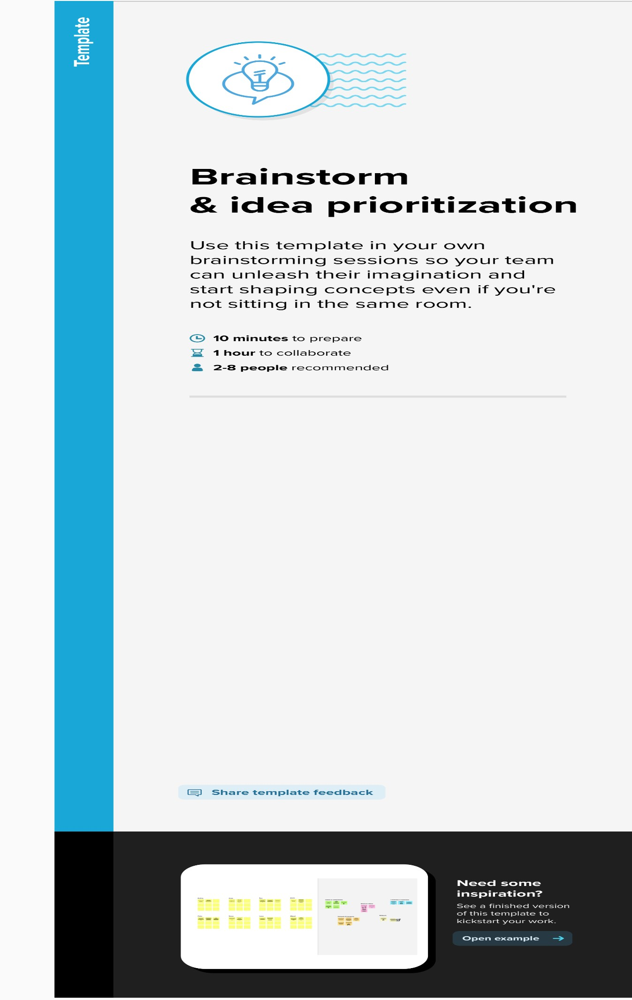 Template
Brainstorm
& idea prioritization
Use this template in your own
brainstorming sessions so your team
can unleash their imagination and
start shaping concepts even if you're
not sitting in the same room.
10 minutes to prepare
1 hour to collaborate
2-8 people recommended
Share template feedback
Need some
inspiration?
See a finished version
of this template to
kickstart your work.
Open example